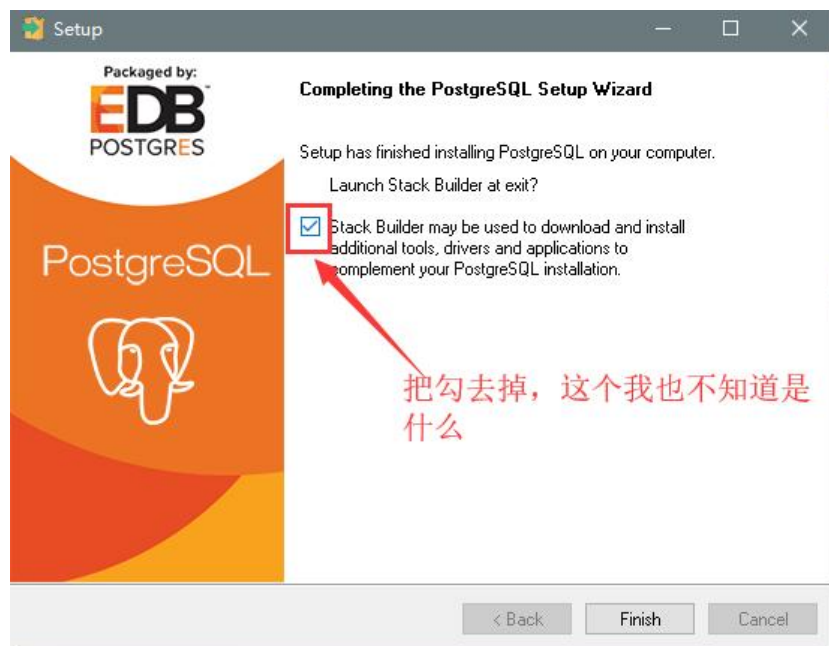 Setup
Packaged by:
EDB
POSTGRES
PostgreSQL
Completing the PostgreSQL Setup Wizard
Setup has finished installing PostgreSQL on your computer.
Launch Stack Builder at exit?
Stack Builder may be used to download and install
additional tools, drivers and applications to
complement your PostgreSQL installation.
把勾去掉，这个我也不知道是
什么
< Back
Finish
Cancel